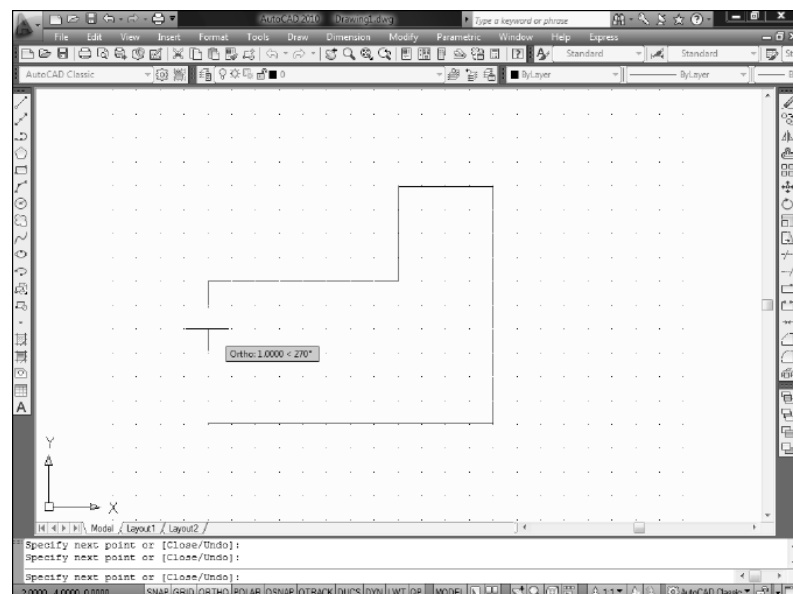 AutoCAD 2010 Drawing1.dwg Type a keyword or phrase
File Edit View Insert Format Tools Draw Dimension Modify Parametric Window Help Express
Standard Standard
AutoCAD Classic 0 ByLayer ByLayer
Ortho: 1.0000 < 270°
A
Y
X
Model Layout1 Layout2
Specify next point or [Close/Undo]:
Specify next point or [Close/Undo]:
Specify next point or [Close/Undo]:
2.0000, 4.0000, 0.0000 SNAP GRID ORTHO POLAR OSNAP OTRACK DUCS DYN LWT QP MODEL A 1:1 AutoCAD Classic